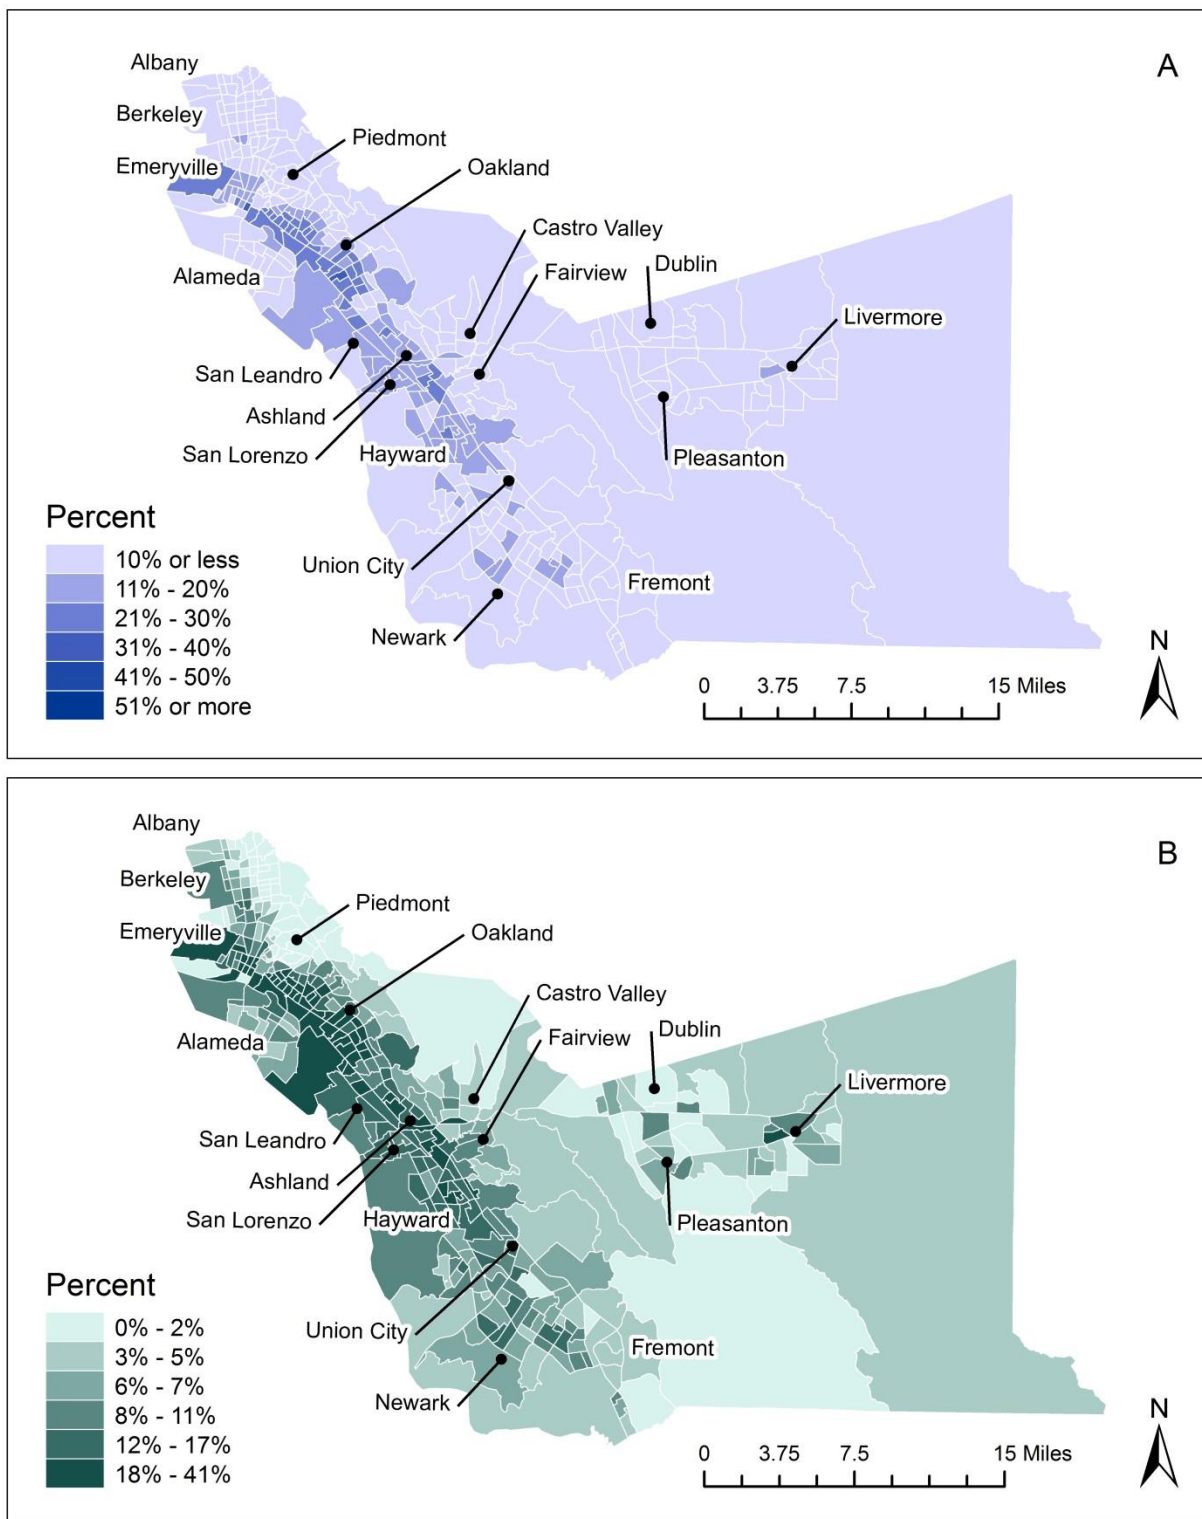 A
Albany
Berkeley
Piedmont
Emeryville
Oakland
Castro Valley
Fairview
Dublin
Alameda
Livermore
San Leandro
Ashland
San Lorenzo
Hayward
Pleasanton
Percent
10% or less
11% - 20%
21% - 30%
31% - 40%
41% - 50%
51% or more
Union City
Fremont
Newark
N
0 3.75 7.5 15 Miles
B
Albany
Berkeley
Piedmont
Emeryville
Oakland
Castro Valley
Fairview
Dublin
Alameda
Livermore
San Leandro
Ashland
San Lorenzo
Hayward
Pleasanton
Percent
0% - 2%
3% - 5%
6% - 7%
8% - 11%
12% - 17%
18% - 41%
Union City
Fremont
Newark
N
0 3.75 7.5 15 Miles